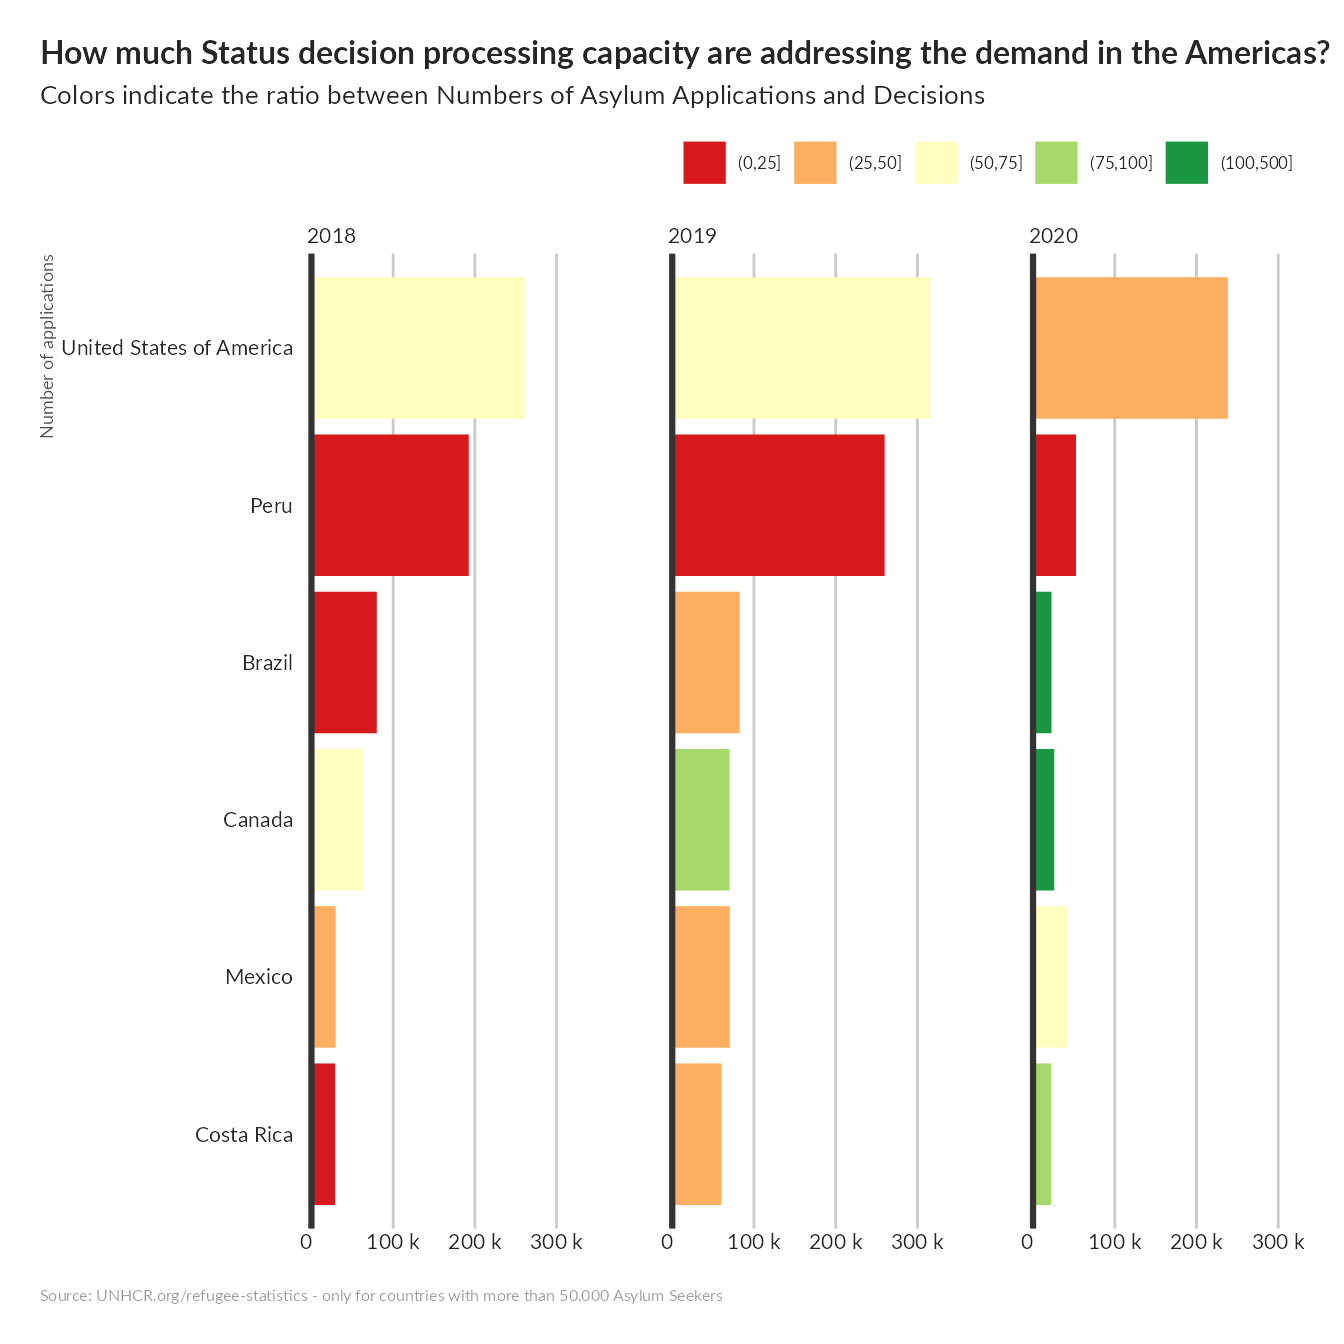 How much Status decision processing capacity are addressing the demand in the Americas?
Colors indicate the ratio between Numbers of Asylum Applications and Decisions
(0,25] (25,50] (50,75] (75,100] (100,500]
2018 2019 2020
Number of applications
United States of America
Peru
Brazil
Canada
Mexico
Costa Rica
0 100 k 200 k 300 k 0 100 k 200 k 300 k 0 100 k 200 k 300 k
Source: UNHCR.org/refugee-statistics - only for countries with more than 50,000 Asylum Seekers